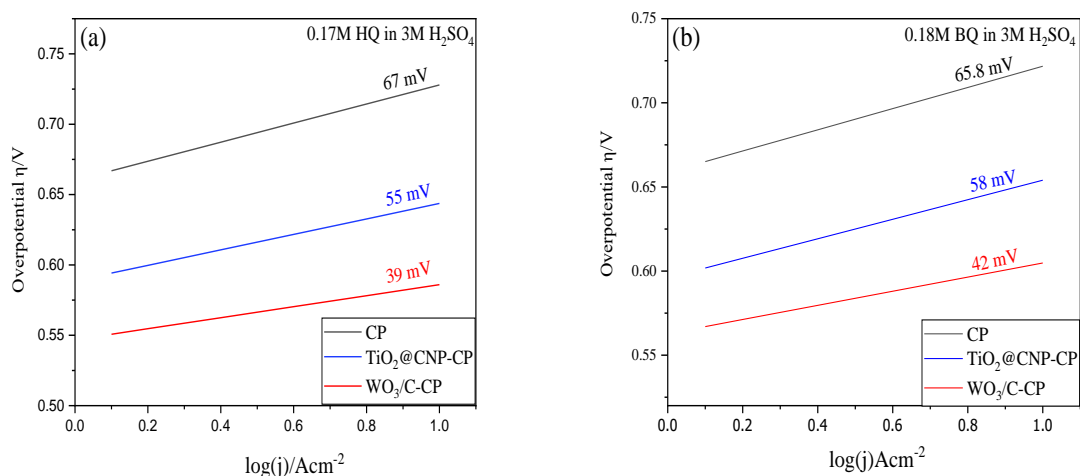 (a)
0.17M HQ in 3M H₂SO₄
0.75
0.70
0.65
0.60
0.55
0.50
Overpotential η/V
67 mV
55 mV
39 mV
CP
TiO₂@CNP-CP
WO₃/C-CP
0.0 0.2 0.4 0.6 0.8 1.0
log(j)/Acm⁻²
(b)
0.18M BQ in 3M H₂SO₄
0.75
0.70
0.65
0.60
0.55
Overpotential η/V
65.8 mV
58 mV
42 mV
CP
TiO₂@CNP-CP
WO₃/C-CP
0.0 0.2 0.4 0.6 0.8 1.0
log(j)Acm⁻²